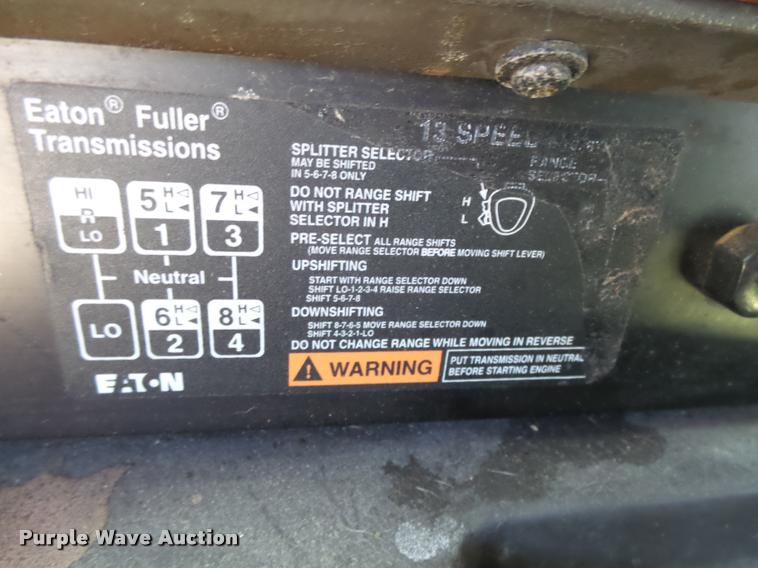 Eaton® Fuller®
Transmissions
HI
R
LO
5 H
L
1
7 H
L
3
Neutral
LO
6 H
L
2
8 H
L
4
EATON
13 SPEED
SPLITTER SELECTOR
MAY BE SHIFTED
IN 5-6-7-8 ONLY
RANGE
SELECTOR
H
L
DO NOT RANGE SHIFT
WITH SPLITTER
SELECTOR IN H
PRE-SELECT ALL RANGE SHIFTS
(MOVE RANGE SELECTOR BEFORE MOVING SHIFT LEVER)
UPSHIFTING
START WITH RANGE SELECTOR DOWN
SHIFT LO-1-2-3-4 RAISE RANGE SELECTOR
SHIFT 5-6-7-8
DOWNSHIFTING
SHIFT 8-7-6-5 MOVE RANGE SELECTOR DOWN
SHIFT 4-3-2-1-LO
DO NOT CHANGE RANGE WHILE MOVING IN REVERSE
WARNING
PUT TRANSMISSION IN NEUTRAL
BEFORE STARTING ENGINE
Purple Wave Auction